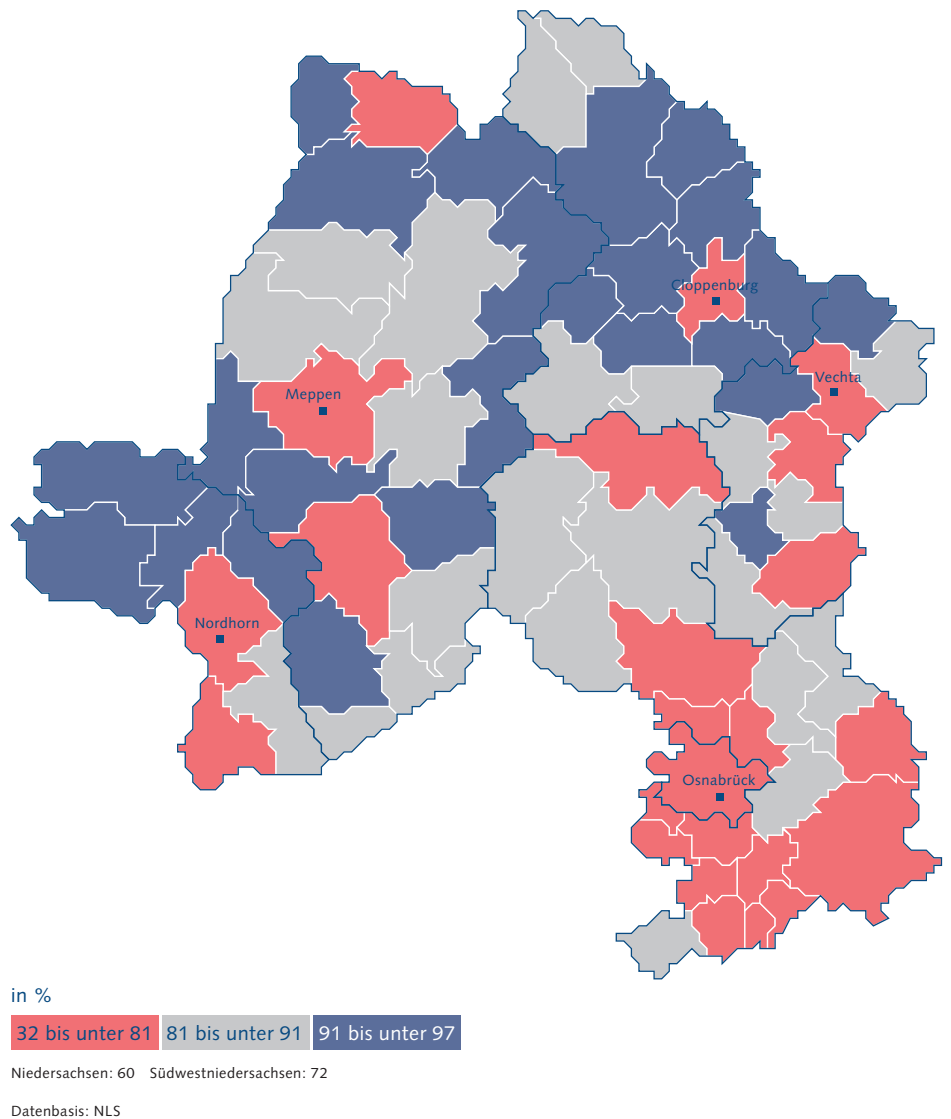 Cloppenburg
Vechta
Meppen
Nordhorn
Osnabrück
in %
32 bis unter 81 81 bis unter 91 91 bis unter 97
Niedersachsen: 60 Südwestniedersachsen: 72
Datenbasis: NLS